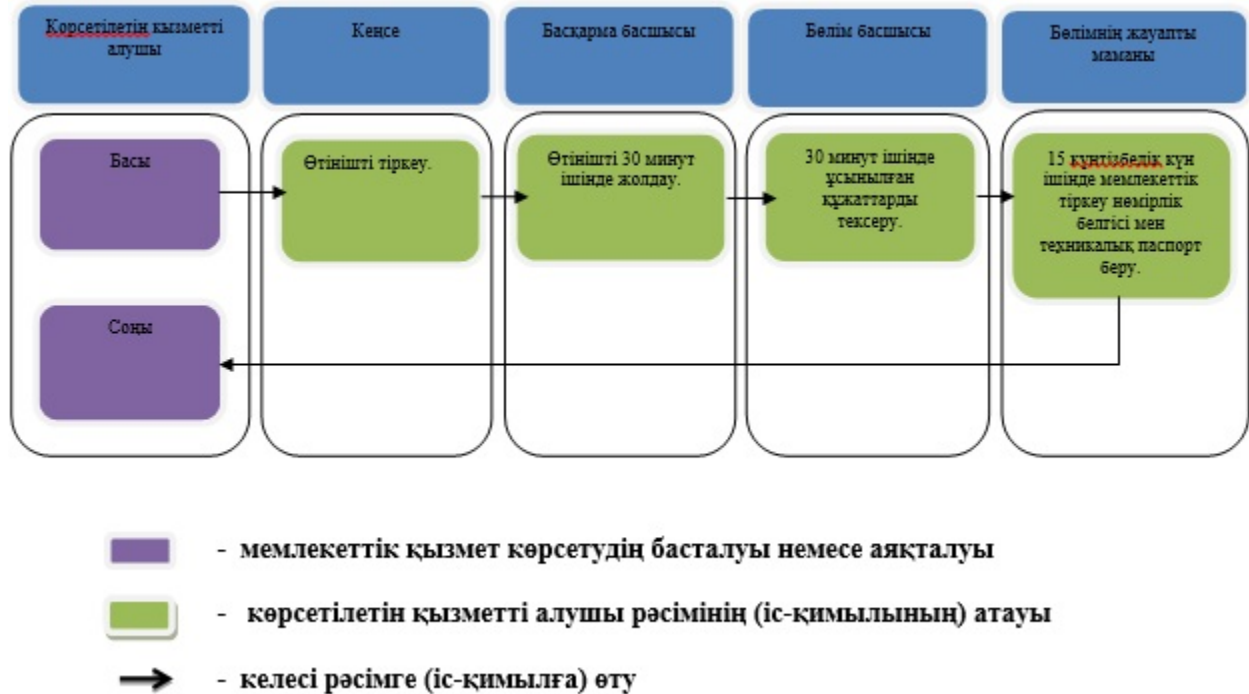 Көрсетілетін қызметті
алушы
Кеңсе
Басқарма басшысы
Бөлім басшысы
Бөлімнің жауапты
маманы
Басы
Өтінішті тіркеу.
Өтінішті 30 минут
ішінде жолдау.
30 минут ішінде
ұсынылған
құжаттарды
тексеру.
15 күнтізбелік күн
ішінде мемлекеттік
тіркеу нөмірлік
белгісі мен
техникалық паспорт
беру.
Соңы
- мемлекеттік қызмет көрсетудің басталуы немесе аяқталуы
- көрсетілетін қызметті алушы рәсімінің (іс-қимылының) атауы
- келесі рәсімге (іс-қимылға) өту